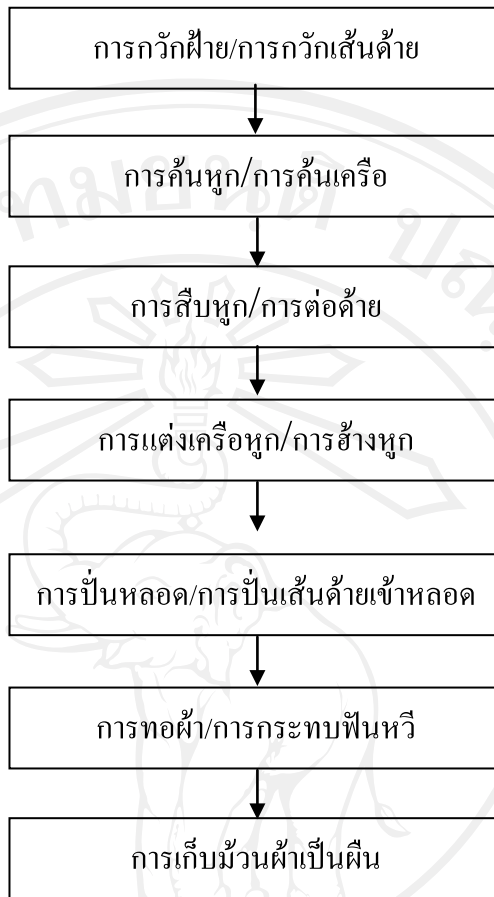 การกวักฝ้าย/การกวักเส้นด้าย
การค้นหูก/การค้นเครือ
การสืบหูก/การต่อด้าย
การแต่งเครือหูก/การฮ้างหูก
การปั่นหลอด/การปั่นเส้นด้ายเข้าหลอด
การทอผ้า/การกระทบฟันหวี
การเก็บม้วนผ้าเป็นผืน